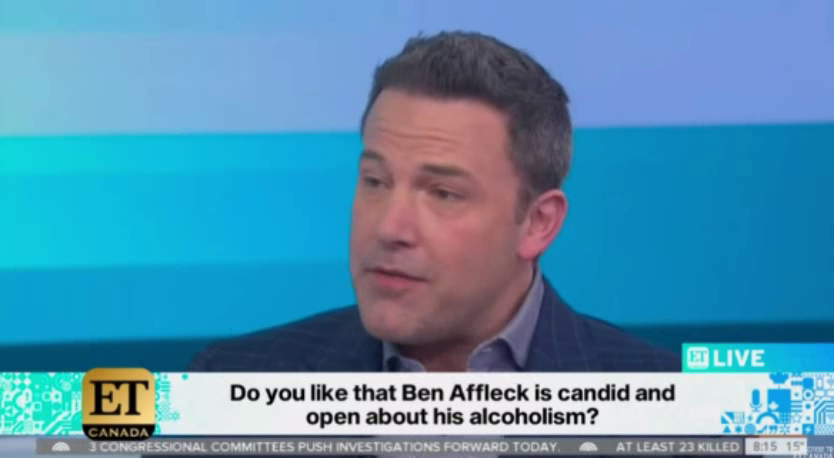 ET LIVE
ET
CANADA
Do you like that Ben Affleck is candid and
open about his alcoholism?
3 CONGRESSIONAL COMMITTEES PUSH INVESTIGATIONS FORWARD TODAY. AT LEAST 23 KILLED 8:15 15°